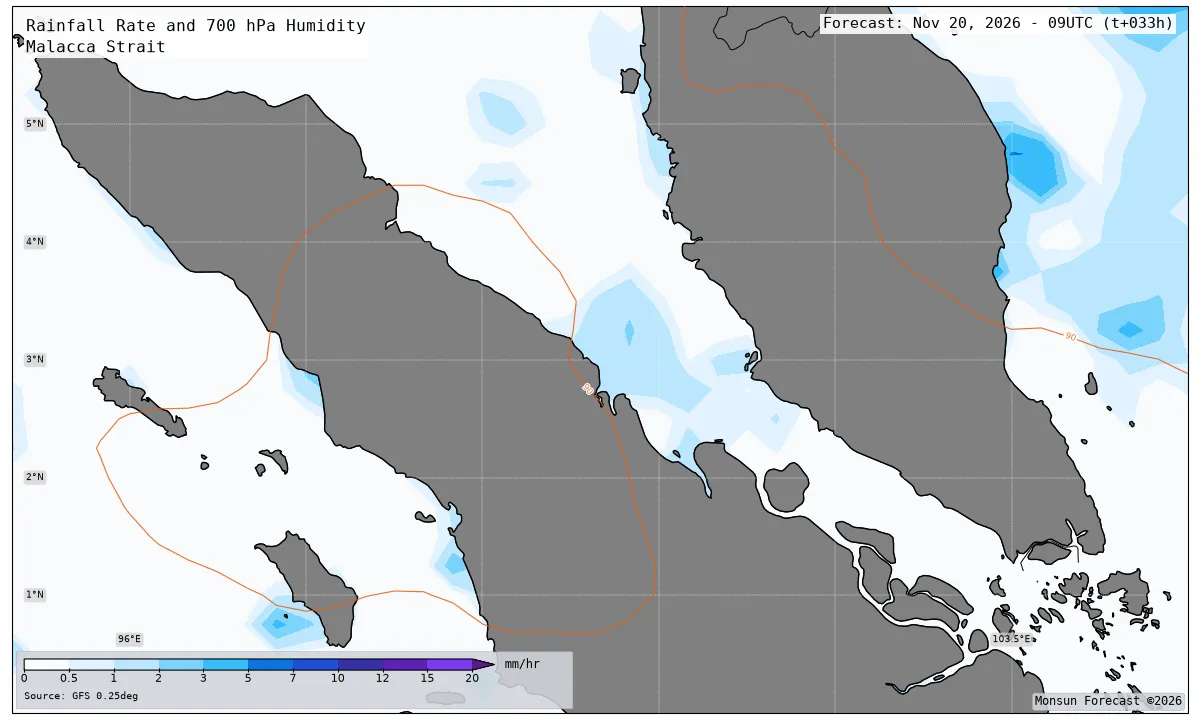 Rainfall Rate and 700 hPa Humidity
Malacca Strait
Forecast: Nov 20, 2026 - 09UTC (t+033h)
5°N
4°N
3°N
2°N
1°N
96°E
103.5°E
90
90
0 0.5 1 2 3 5 7 10 12 15 20
mm/hr
Source: GFS 0.25deg
Monsun Forecast ©2026